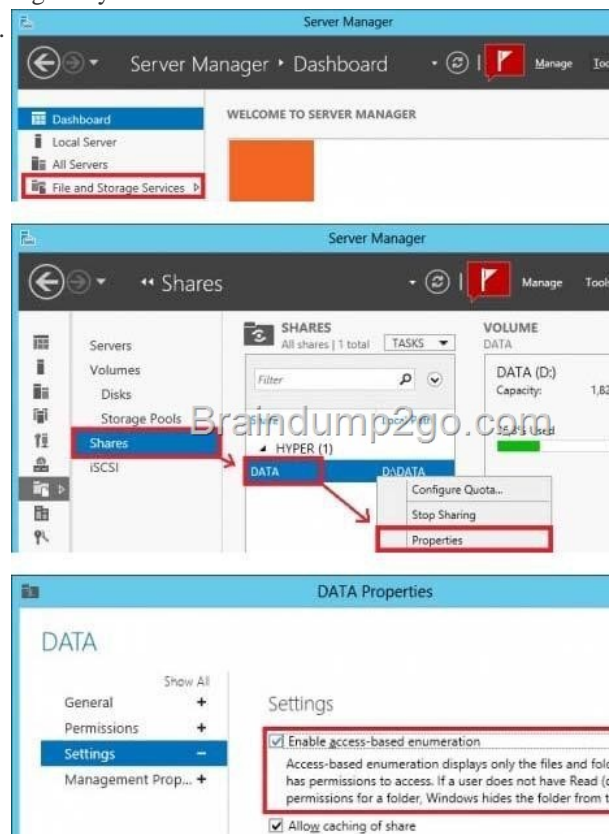 Server Manager
Server Manager • Dashboard
Manage
Dashboard
Local Server
All Servers
File and Storage Services
WELCOME TO SERVER MANAGER
Server Manager
Shares
Manage
Tools
Servers
Volumes
Disks
Storage Pools
Shares
iSCSI
SHARES
All shares | 1 total
TASKS
Filter
HYPER (1)
DATA D:\DATA
Configure Quota...
Stop Sharing
Properties
VOLUME
DATA
DATA (D:)
Capacity: 1,82
Used
Braindump2go.com
DATA Properties
DATA
Show All
General
Permissions
Settings
Management Prop...
Settings
Enable access-based enumeration
Access-based enumeration displays only the files and
has permissions to access. If a user does not have Read
permissions for a folder, Windows hides the folder from
Allow caching of share